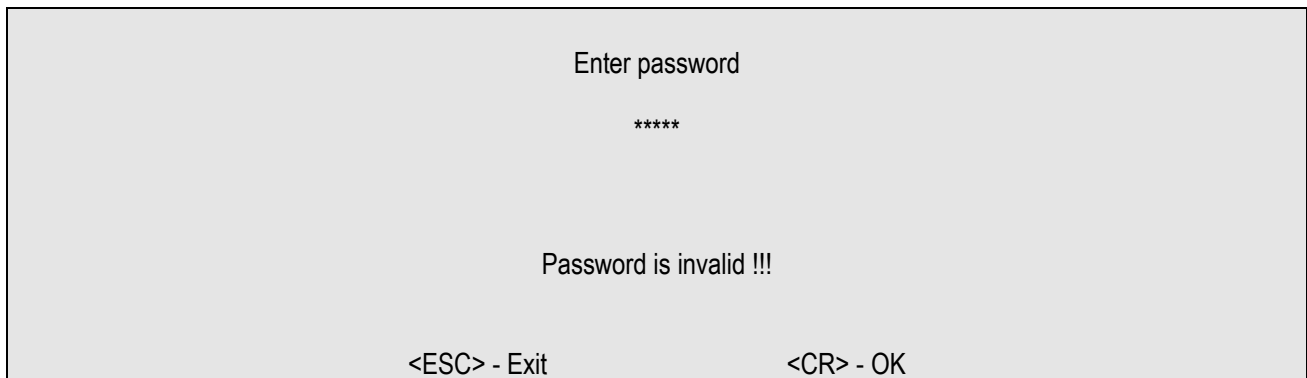 Enter password
*****
Password is invalid !!!
<ESC> - Exit <CR> - OK